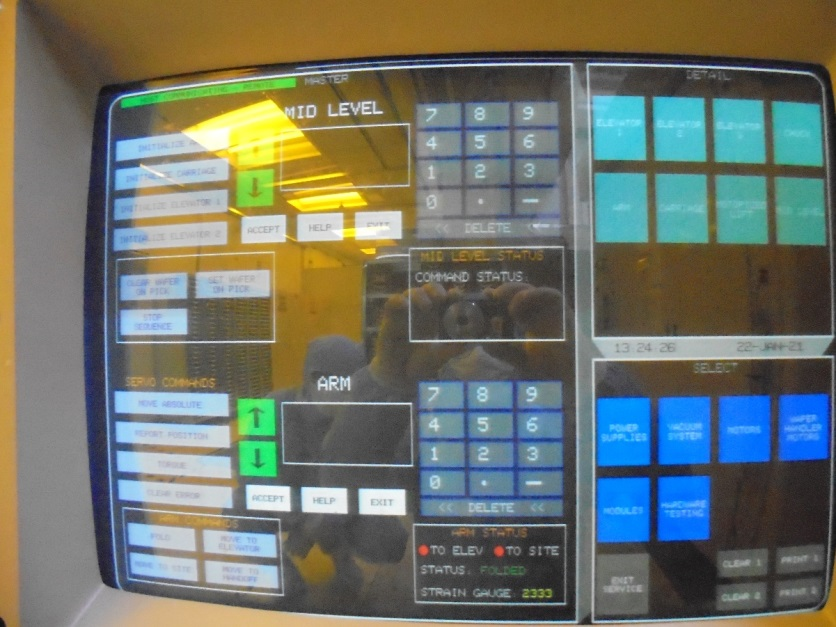 HOST COMMUNICATING - REMOTE
MASTER
MID LEVEL
7 8 9
4 5 6
1 2 3
0 . —
<< DELETE <<
INITIALIZE
INITIALIZE CARRIAGE
INITIALIZE ELEVATOR 1
INITIALIZE ELEVATOR 2
↑
↓
ACCEPT
HELP
EXIT
CLEAR WAFER
ON PICK
SET WAFER
ON PICK
STOP
SEQUENCE
MID LEVEL STATUS
COMMAND STATUS:
ARM
7 8 9
4 5 6
1 2 3
0 . —
<< DELETE <<
SERVO COMMANDS
MOVE ABSOLUTE
REPORT POSITION
TORQUE
CLEAR ERROR
↑
↓
ACCEPT
HELP
EXIT
ARM COMMANDS
FOLD
MOVE TO
ELEVATOR
MOVE TO SITE
MOVE TO
HANDOFF
ARM STATUS
TO ELEV
TO SITE
STATUS: FOLDED
STRAIN GAUGE: 2333
DETAIL
ELEVATOR
1
ELEVATOR
2
ELEVATOR
3
CHUCK
ARM
CARRIAGE
MOTORIZED
LIFT
MID LEVEL
13:24:26
22-JAN-21
SELECT
POWER
SUPPLIES
VACUUM
SYSTEM
MOTORS
WAFER
HANDLER
MOTORS
MODULES
HARDWARE
TESTING
EXIT
SERVICE
CLEAR 1
PRINT 1
CLEAR 2
PRINT